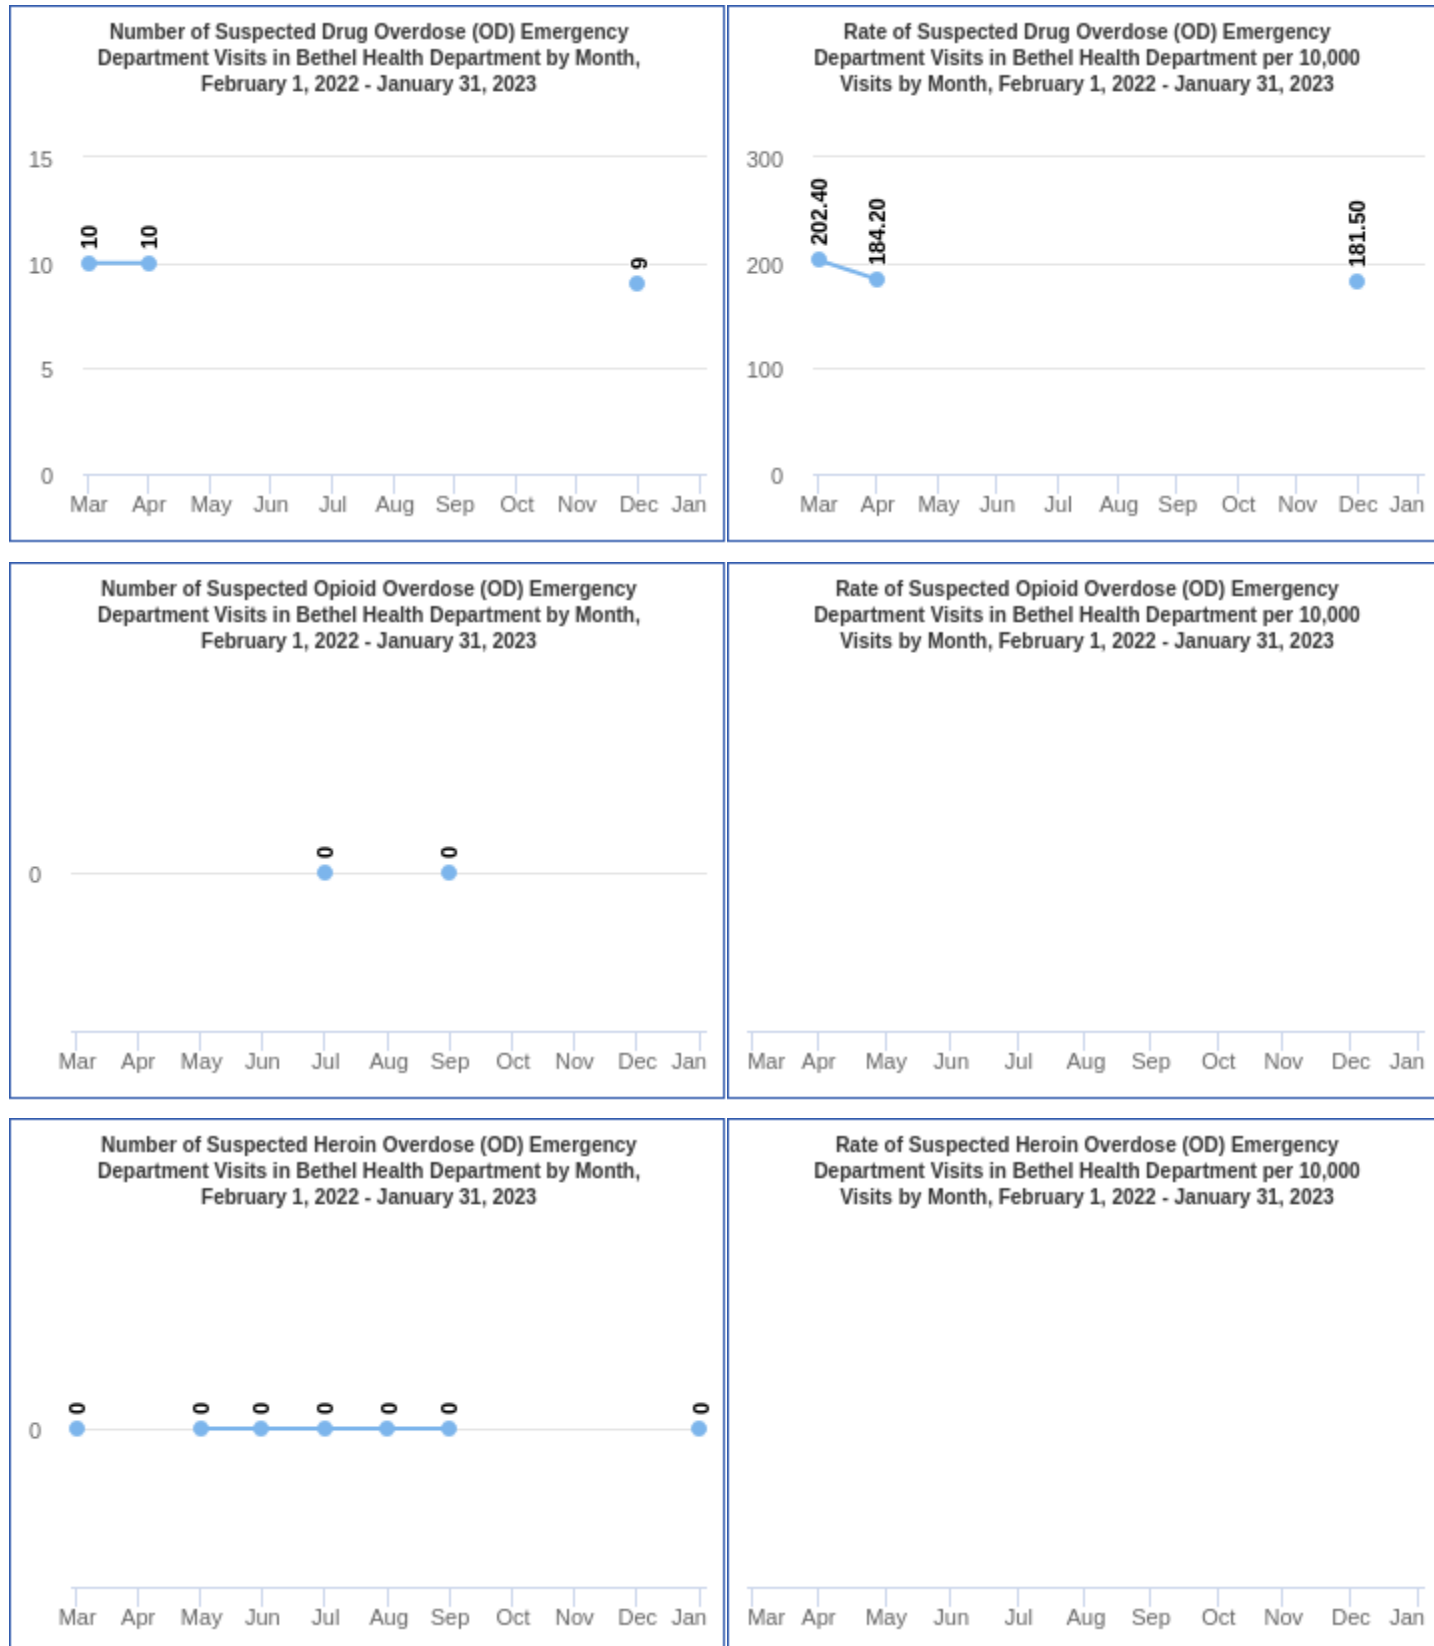 Number of Suspected Drug Overdose (OD) Emergency
Department Visits in Bethel Health Department by Month,
February 1, 2022 - January 31, 2023
15
10
5
0
10
10
9
Mar Apr May Jun Jul Aug Sep Oct Nov Dec Jan
Rate of Suspected Drug Overdose (OD) Emergency
Department Visits in Bethel Health Department per 10,000
Visits by Month, February 1, 2022 - January 31, 2023
300
200
100
0
202.40
184.20
181.50
Mar Apr May Jun Jul Aug Sep Oct Nov Dec Jan
Number of Suspected Opioid Overdose (OD) Emergency
Department Visits in Bethel Health Department by Month,
February 1, 2022 - January 31, 2023
0
0
0
Mar Apr May Jun Jul Aug Sep Oct Nov Dec Jan
Rate of Suspected Opioid Overdose (OD) Emergency
Department Visits in Bethel Health Department per 10,000
Visits by Month, February 1, 2022 - January 31, 2023
Mar Apr May Jun Jul Aug Sep Oct Nov Dec Jan
Number of Suspected Heroin Overdose (OD) Emergency
Department Visits in Bethel Health Department by Month,
February 1, 2022 - January 31, 2023
0
0
0
0
0
0
0
0
Mar Apr May Jun Jul Aug Sep Oct Nov Dec Jan
Rate of Suspected Heroin Overdose (OD) Emergency
Department Visits in Bethel Health Department per 10,000
Visits by Month, February 1, 2022 - January 31, 2023
Mar Apr May Jun Jul Aug Sep Oct Nov Dec Jan